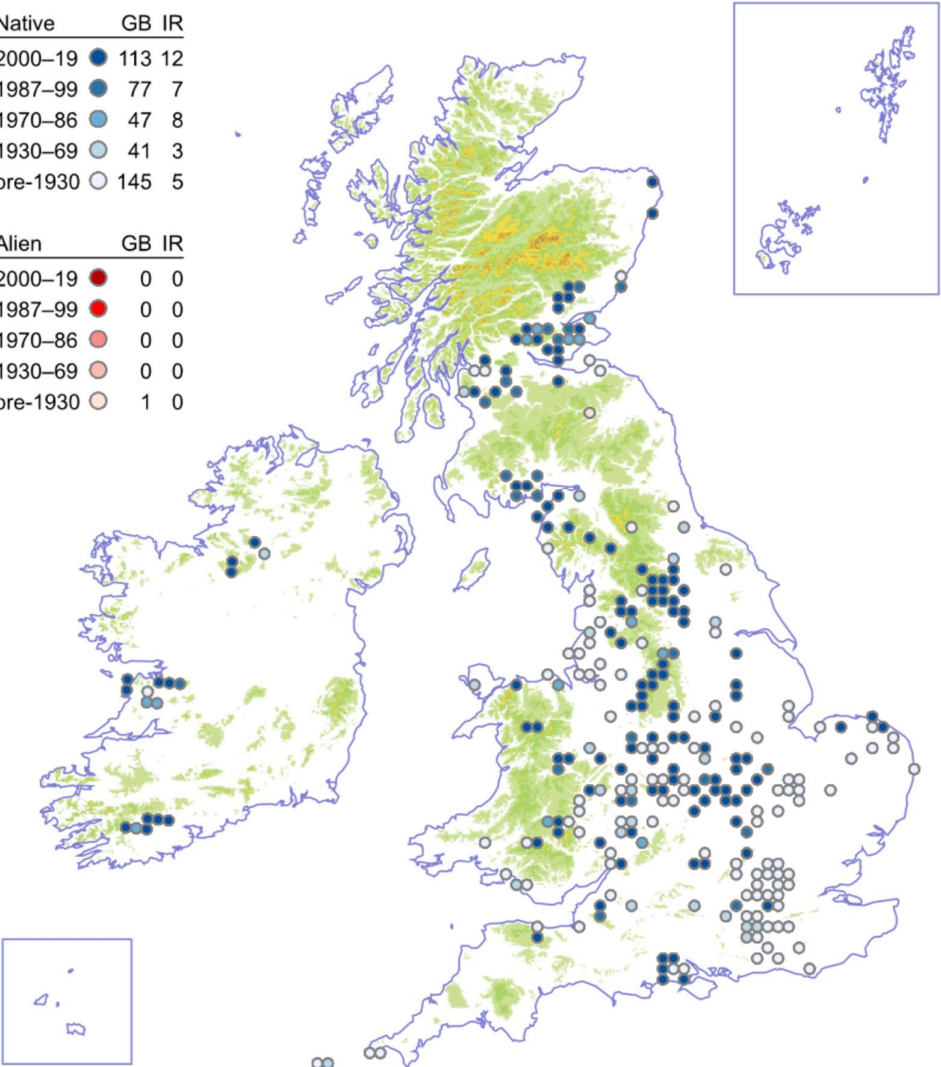 Native GB IR
2000–19 113 12
1987–99 77 7
1970–86 47 8
1930–69 41 3
pre-1930 145 5
Alien GB IR
2000–19 0 0
1987–99 0 0
1970–86 0 0
1930–69 0 0
pre-1930 1 0